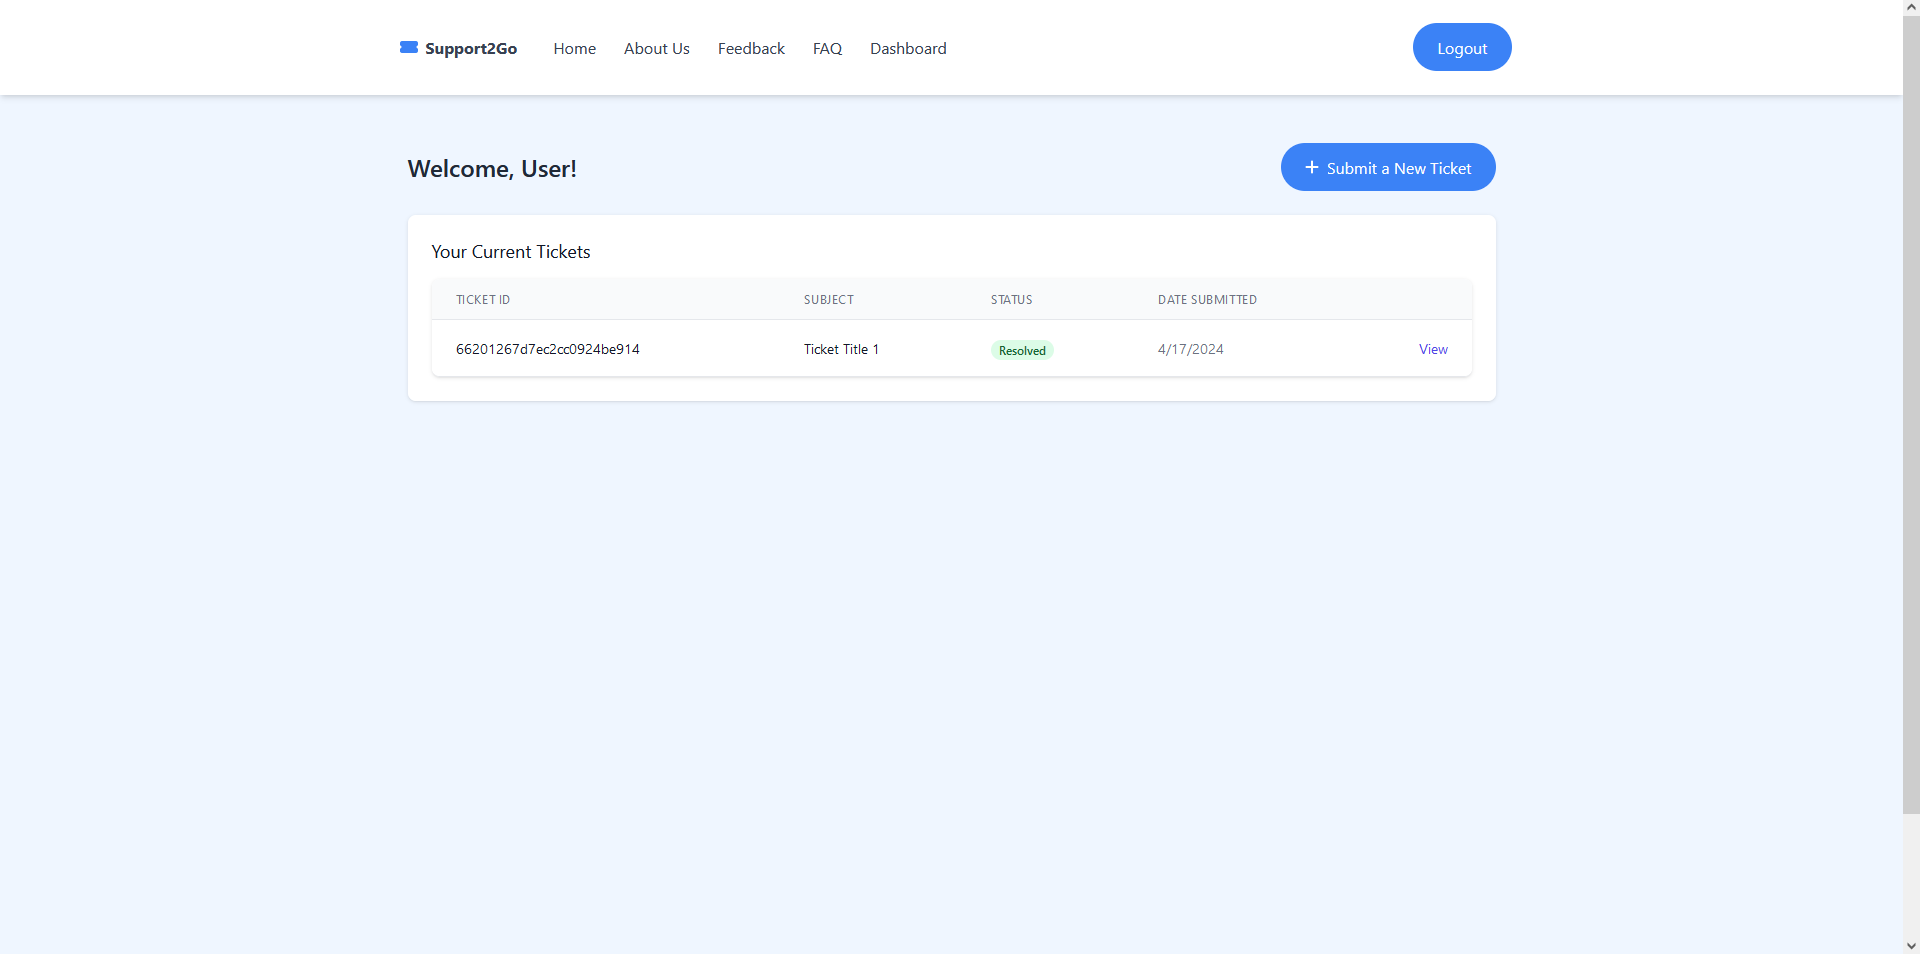 Support2Go Home About Us Feedback FAQ Dashboard Logout
Welcome, User! Submit a New Ticket
Your Current Tickets
TICKET ID SUBJECT STATUS DATE SUBMITTED
66201267d7ec2cc0924be914 Ticket Title 1 Resolved 4/17/2024 View